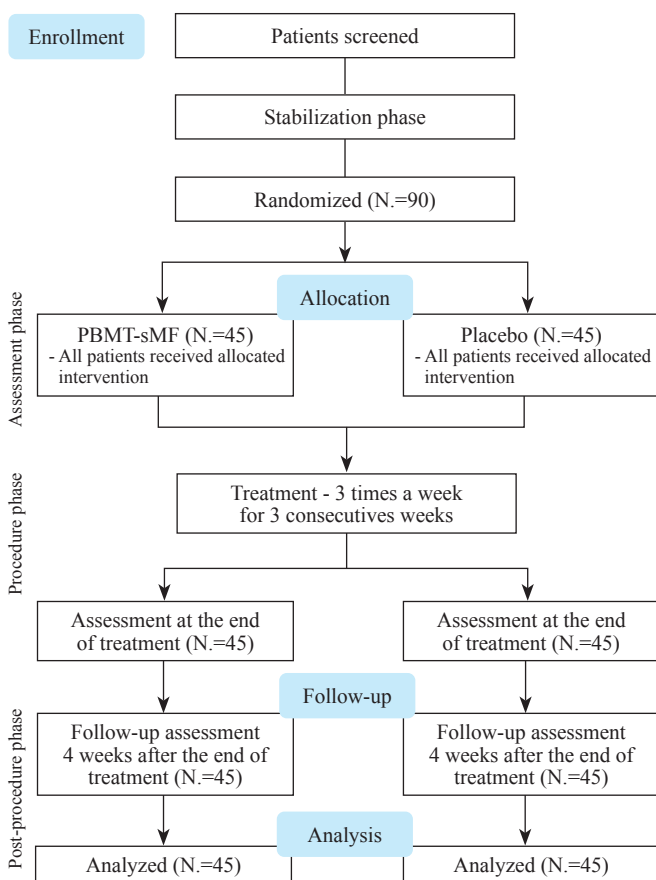 Enrollment
Patients screened
Stabilization phase
Randomized (N.=90)
Assessment phase
Allocation
PBMT-sMF (N.=45)
- All patients received allocated
intervention
Placebo (N.=45)
- All patients received allocated
intervention
Procedure phase
Treatment - 3 times a week
for 3 consecutives weeks
Assessment at the end
of treatment (N.=45)
Assessment at the end
of treatment (N.=45)
Post-procedure phase
Follow-up
Follow-up assessment
4 weeks after the end of
treatment (N.=45)
Follow-up assessment
4 weeks after the end of
treatment (N.=45)
Analysis
Analyzed (N.=45)
Analyzed (N.=45)